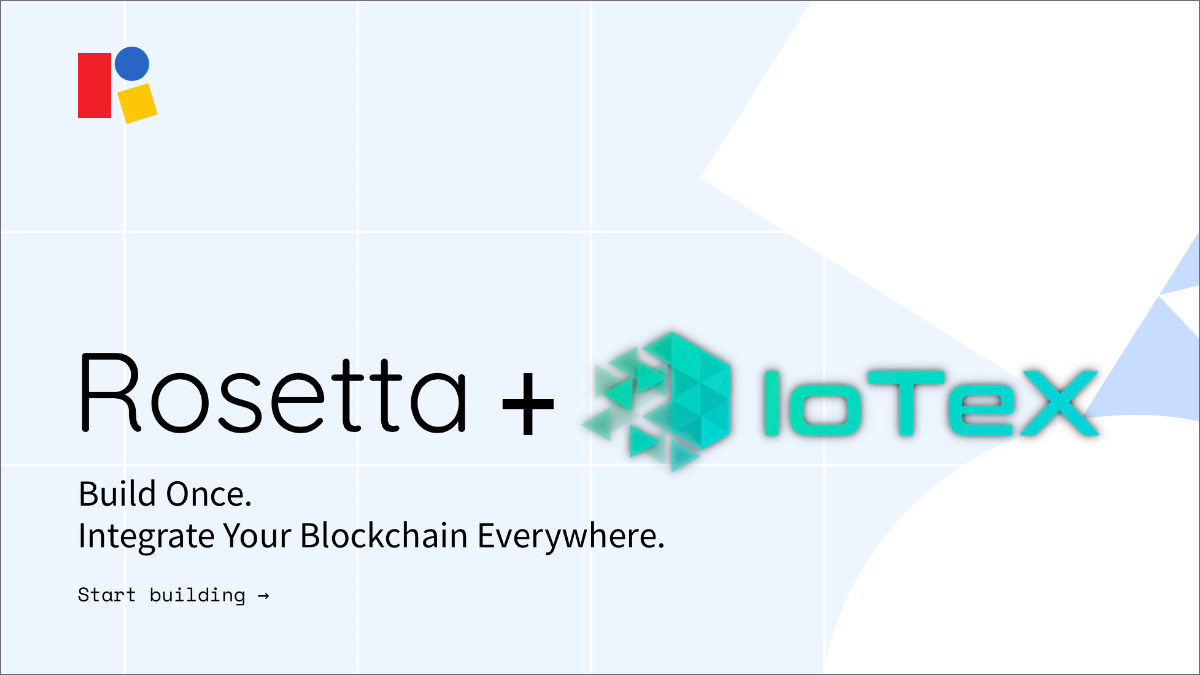 Rosetta + IoTeX
Build Once.
Integrate Your Blockchain Everywhere.
Start building →